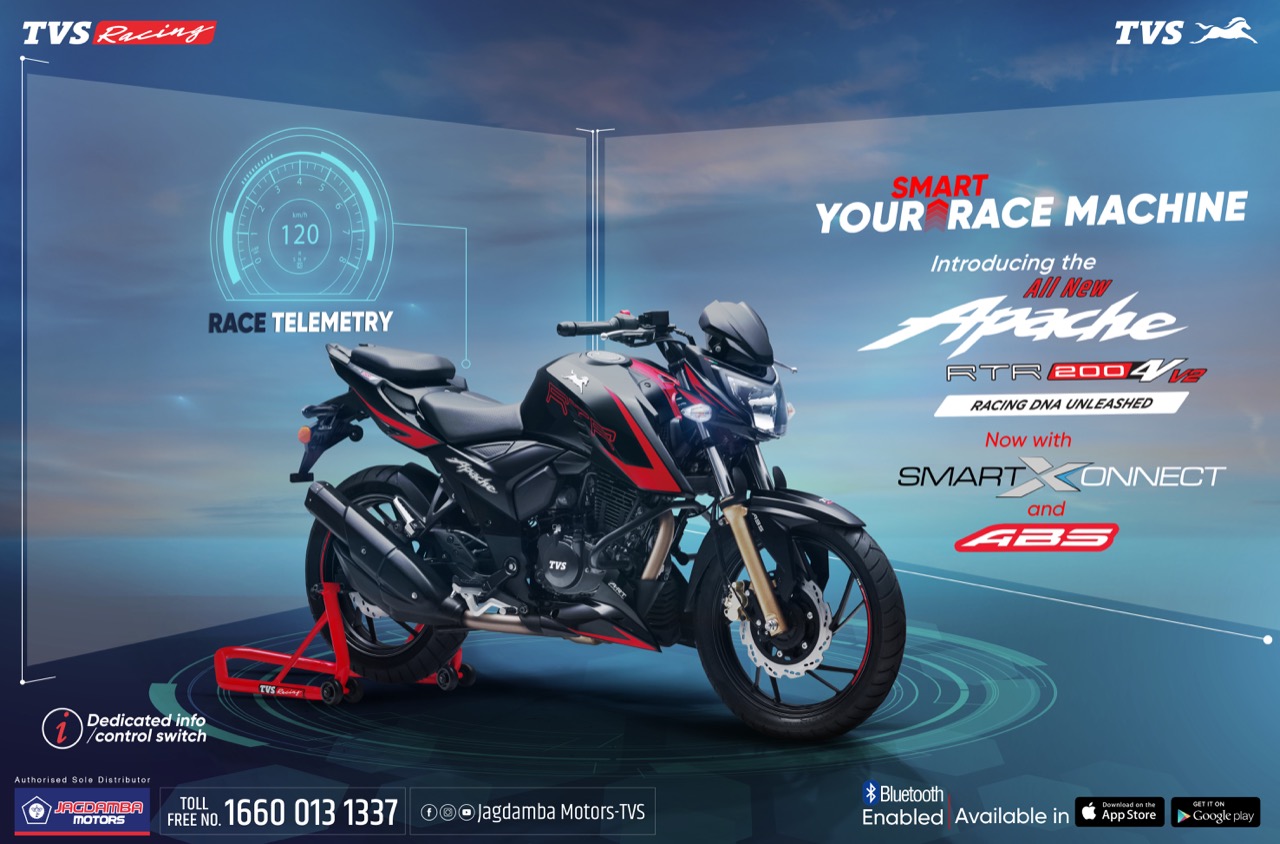 TVS Racing
TVS
SMART
YOUR RACE MACHINE
Introducing the
All New
Apache
RTR 200 4V V2
RACING DNA UNLEASHED
Now with
SMARTXONNECT
and
ABS
km/h
120
RACE TELEMETRY
RTR
Apache
ABS
TVS
TVS Racing
i
Dedicated info
/control switch
Authorised Sole Distributor
JAGDAMBA
MOTORS
TOLL
FREE NO. 1660 013 1337
Jagdamba Motors-TVS
Bluetooth
Enabled
Available in
Download on the
App Store
GET IT ON
Google play